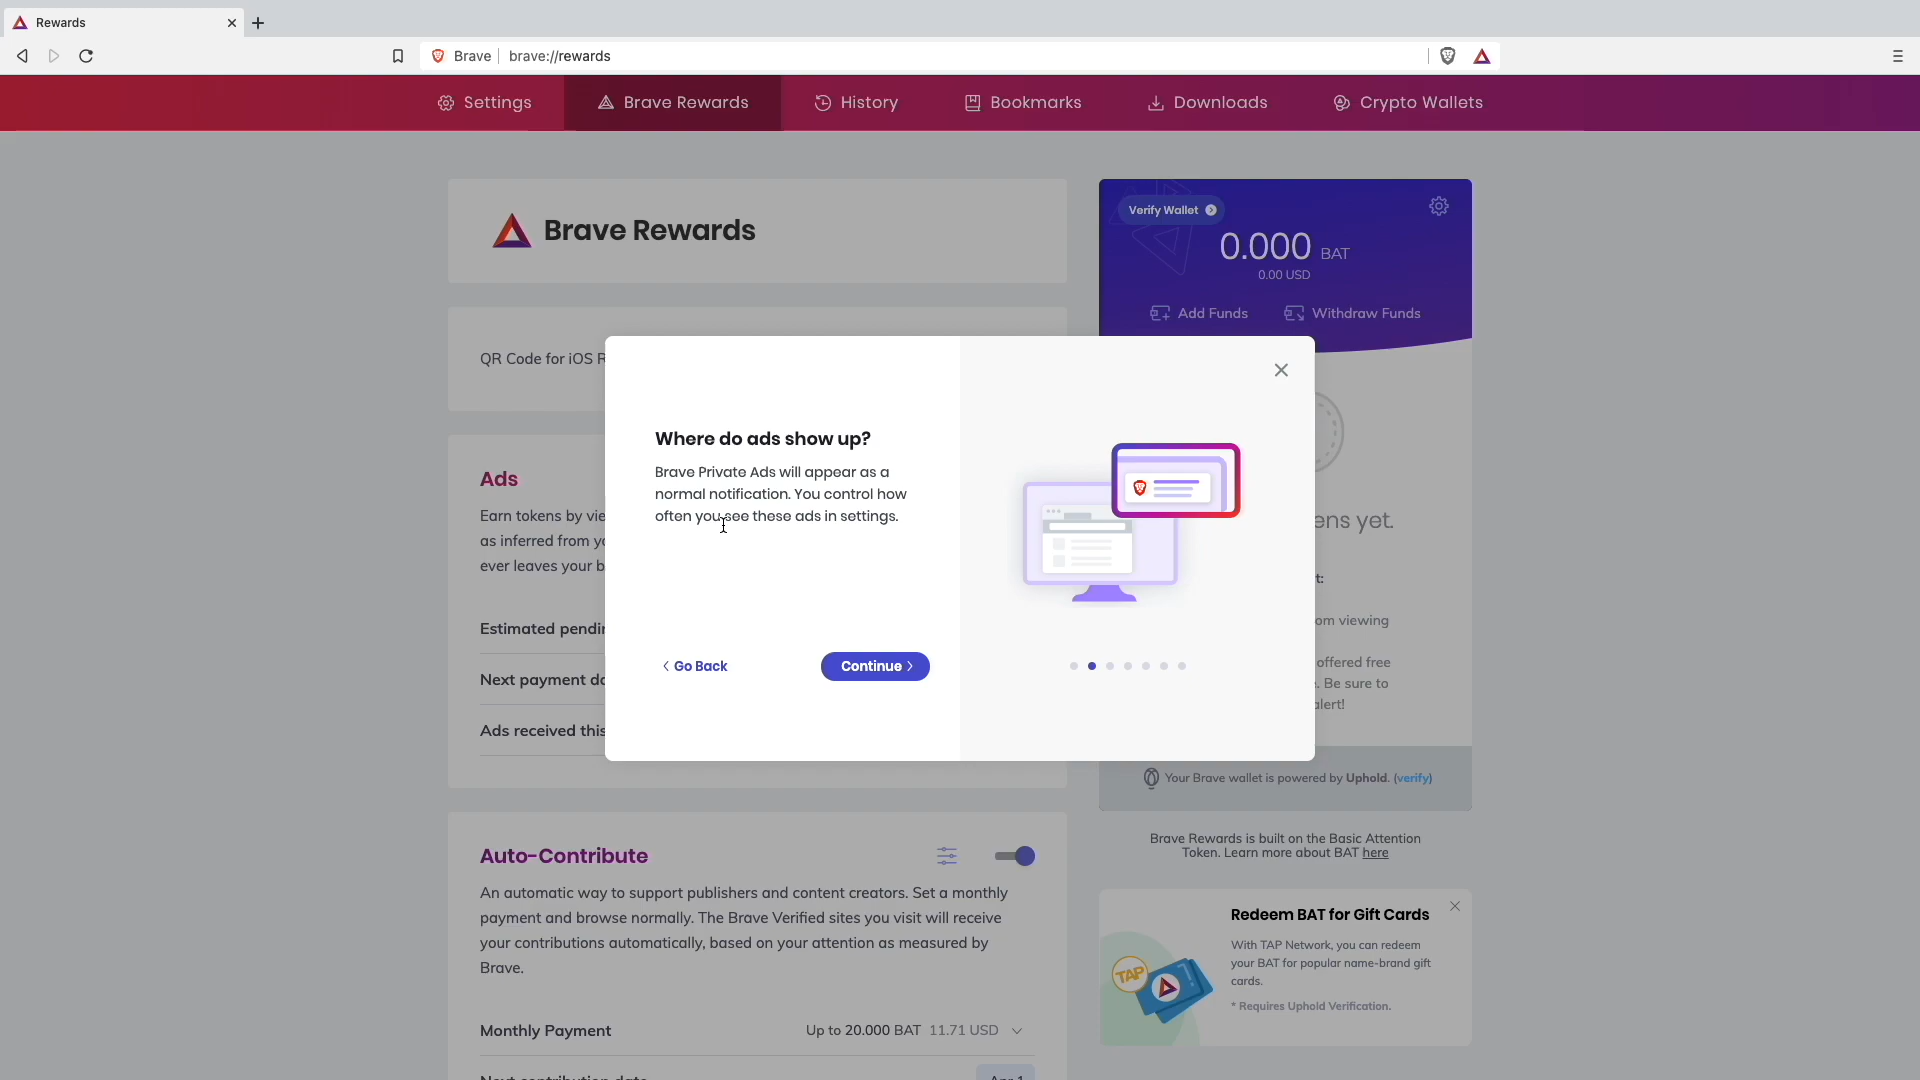 Rewards
Brave
brave://rewards
Settings
Brave Rewards
History
Bookmarks
Downloads
Crypto Wallets
Brave Rewards
QR Code for iOS
Ads
Earn tokens by
as inferred from
ever leaves your
Estimated
Next payment
Ads received this
Where do ads show up?
Brave Private Ads will appear as a
normal notification. You control how
often you see these ads in settings.
Go Back
Continue
Verify Wallet
0.000 BAT
0.00 USD
Add Funds
Withdraw Funds
yet.
viewing
offered free
Be sure to
Your Brave wallet is powered by Uphold. (verify)
Brave Rewards is built on the Basic Attention
Token. Learn more about BAT here
Auto-Contribute
An automatic way to support publishers and content creators. Set a monthly
payment and browse normally. The Brave Verified sites you visit will receive
your contributions automatically, based on your attention as measured by
Brave.
Monthly Payment
Up to 20.000 BAT 11.71 USD
Redeem BAT for Gift Cards
With TAP Network, you can redeem
your BAT for popular name-brand gift
cards.
* Requires Uphold Verification.
TAP